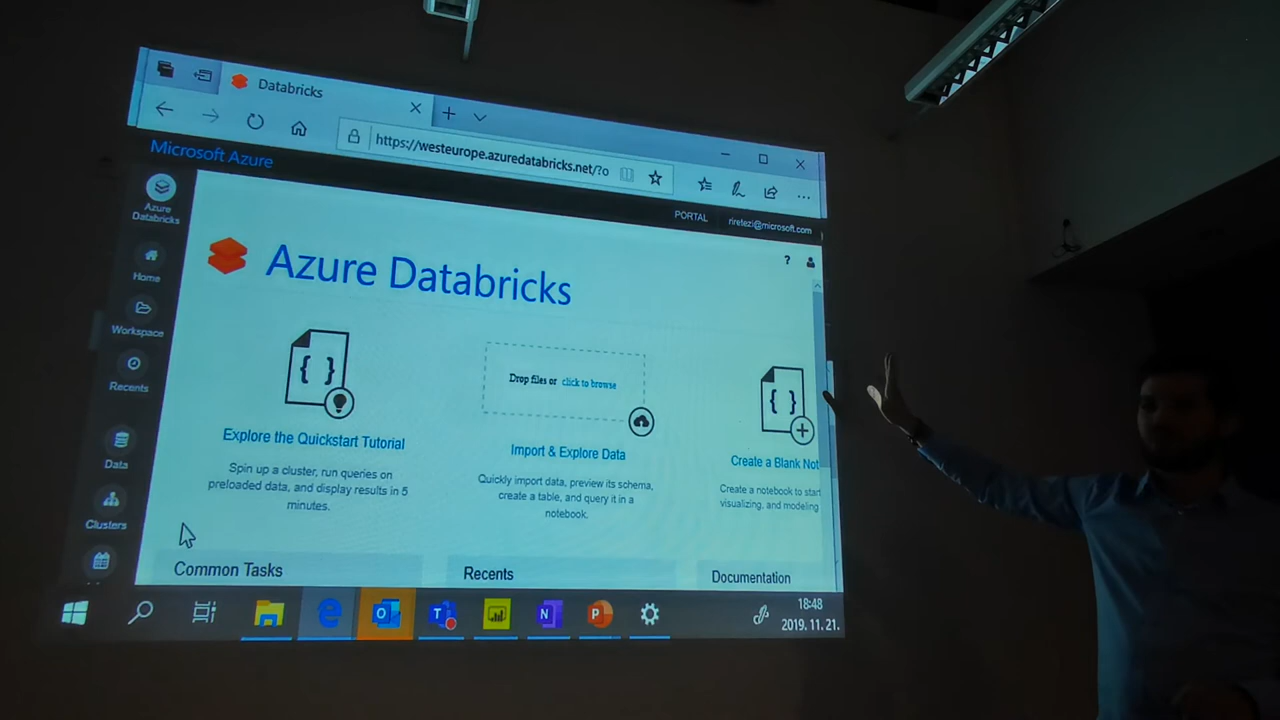 Databricks
https://westeurope.azuredatabricks.net/?o
Microsoft Azure
PORTAL
riretezi@microsoft.com
Azure
Databricks
Home
Workspace
Recents
Data
Clusters
?
Azure Databricks
{ }
Explore the Quickstart Tutorial
Spin up a cluster, run queries on
preloaded data, and display results in 5
minutes.
Drop files or click to browse
Import & Explore Data
Quickly import data, preview its schema,
create a table, and query it in a
notebook.
{ }
Create a Blank Not
Create a notebook to start
visualizing, and modeling
Common Tasks
Recents
Documentation
18:48
2019. 11. 21.